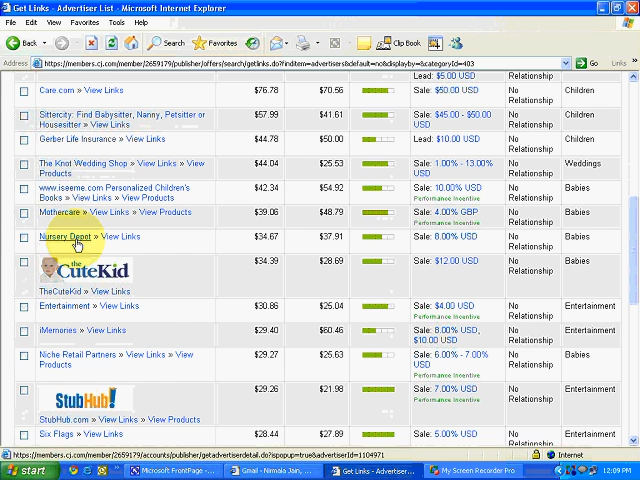 Get Links - Advertiser List - Microsoft Internet Explorer
File Edit View Favorites Tools Help
Back Search Favorites Clip Book
Address https://members.cj.com/member/2659179/publisher/offers/search/getlinks.do?finditem=advertisers&default=no&displayby=&categoryId=403 Go Links
Lead: $5.00 USD Relationship
Care.com » View Links $76.78 $70.56 Sale: $50.00 USD No Relationship Children
Sittercity: Find Babysitter, Nanny, Petsitter or $57.99 $41.61 Sale: $45.00 - $50.00 No Children
Housesitter » View Links USD Relationship
Gerber Life Insurance » View Links $44.78 $50.00 Lead: $10.00 USD No Relationship Children
The Knot Wedding Shop » View Links » View $44.04 $25.53 Sale: 1.00% - 13.00% No Weddings
Products USD Relationship
www.iseeme.com Personalized Children's $42.34 $54.92 Sale: 10.00% USD No Babies
Books » View Links » View Products Performance Incentive Relationship
Mothercare » View Links » View Products $39.06 $48.79 Sale: 4.00% GBP No Babies
Performance Incentive Relationship
Nursery Depot » View Links $34.67 $37.91 Sale: 8.00% USD No Relationship Babies
the CuteKid $34.39 $28.69 Sale: $12.00 USD No Relationship Babies
TheCuteKid » View Links
Entertainment » View Links $30.86 $25.04 Sale: $4.00 USD No Entertainment
Performance Incentive Relationship
iMemories » View Links $29.40 $60.46 Sale: 8.00% USD, No Entertainment
$10.00 USD Relationship
Niche Retail Partners » View Links » View $29.27 $25.63 Sale: 6.00% - 7.00% No Babies
Products USD Relationship
Performance Incentive
StubHub! $29.26 $21.98 Sale: 7.00% USD No Entertainment
Performance Incentive Relationship
StubHub.com » View Links » View Products
Six Flags » View Links $28.44 $27.89 Sale: 5.00% USD No Entertainment
https://members.cj.com/member/2659179/accounts/publisher/getadvertiserdetail.do?ispopup=true&advertiserId=1104971 Internet
start Microsoft FrontPage -... Gmail - Nirmala Jain, ... Get Links - Advertiser... My Screen Recorder Pro 12:09 PM